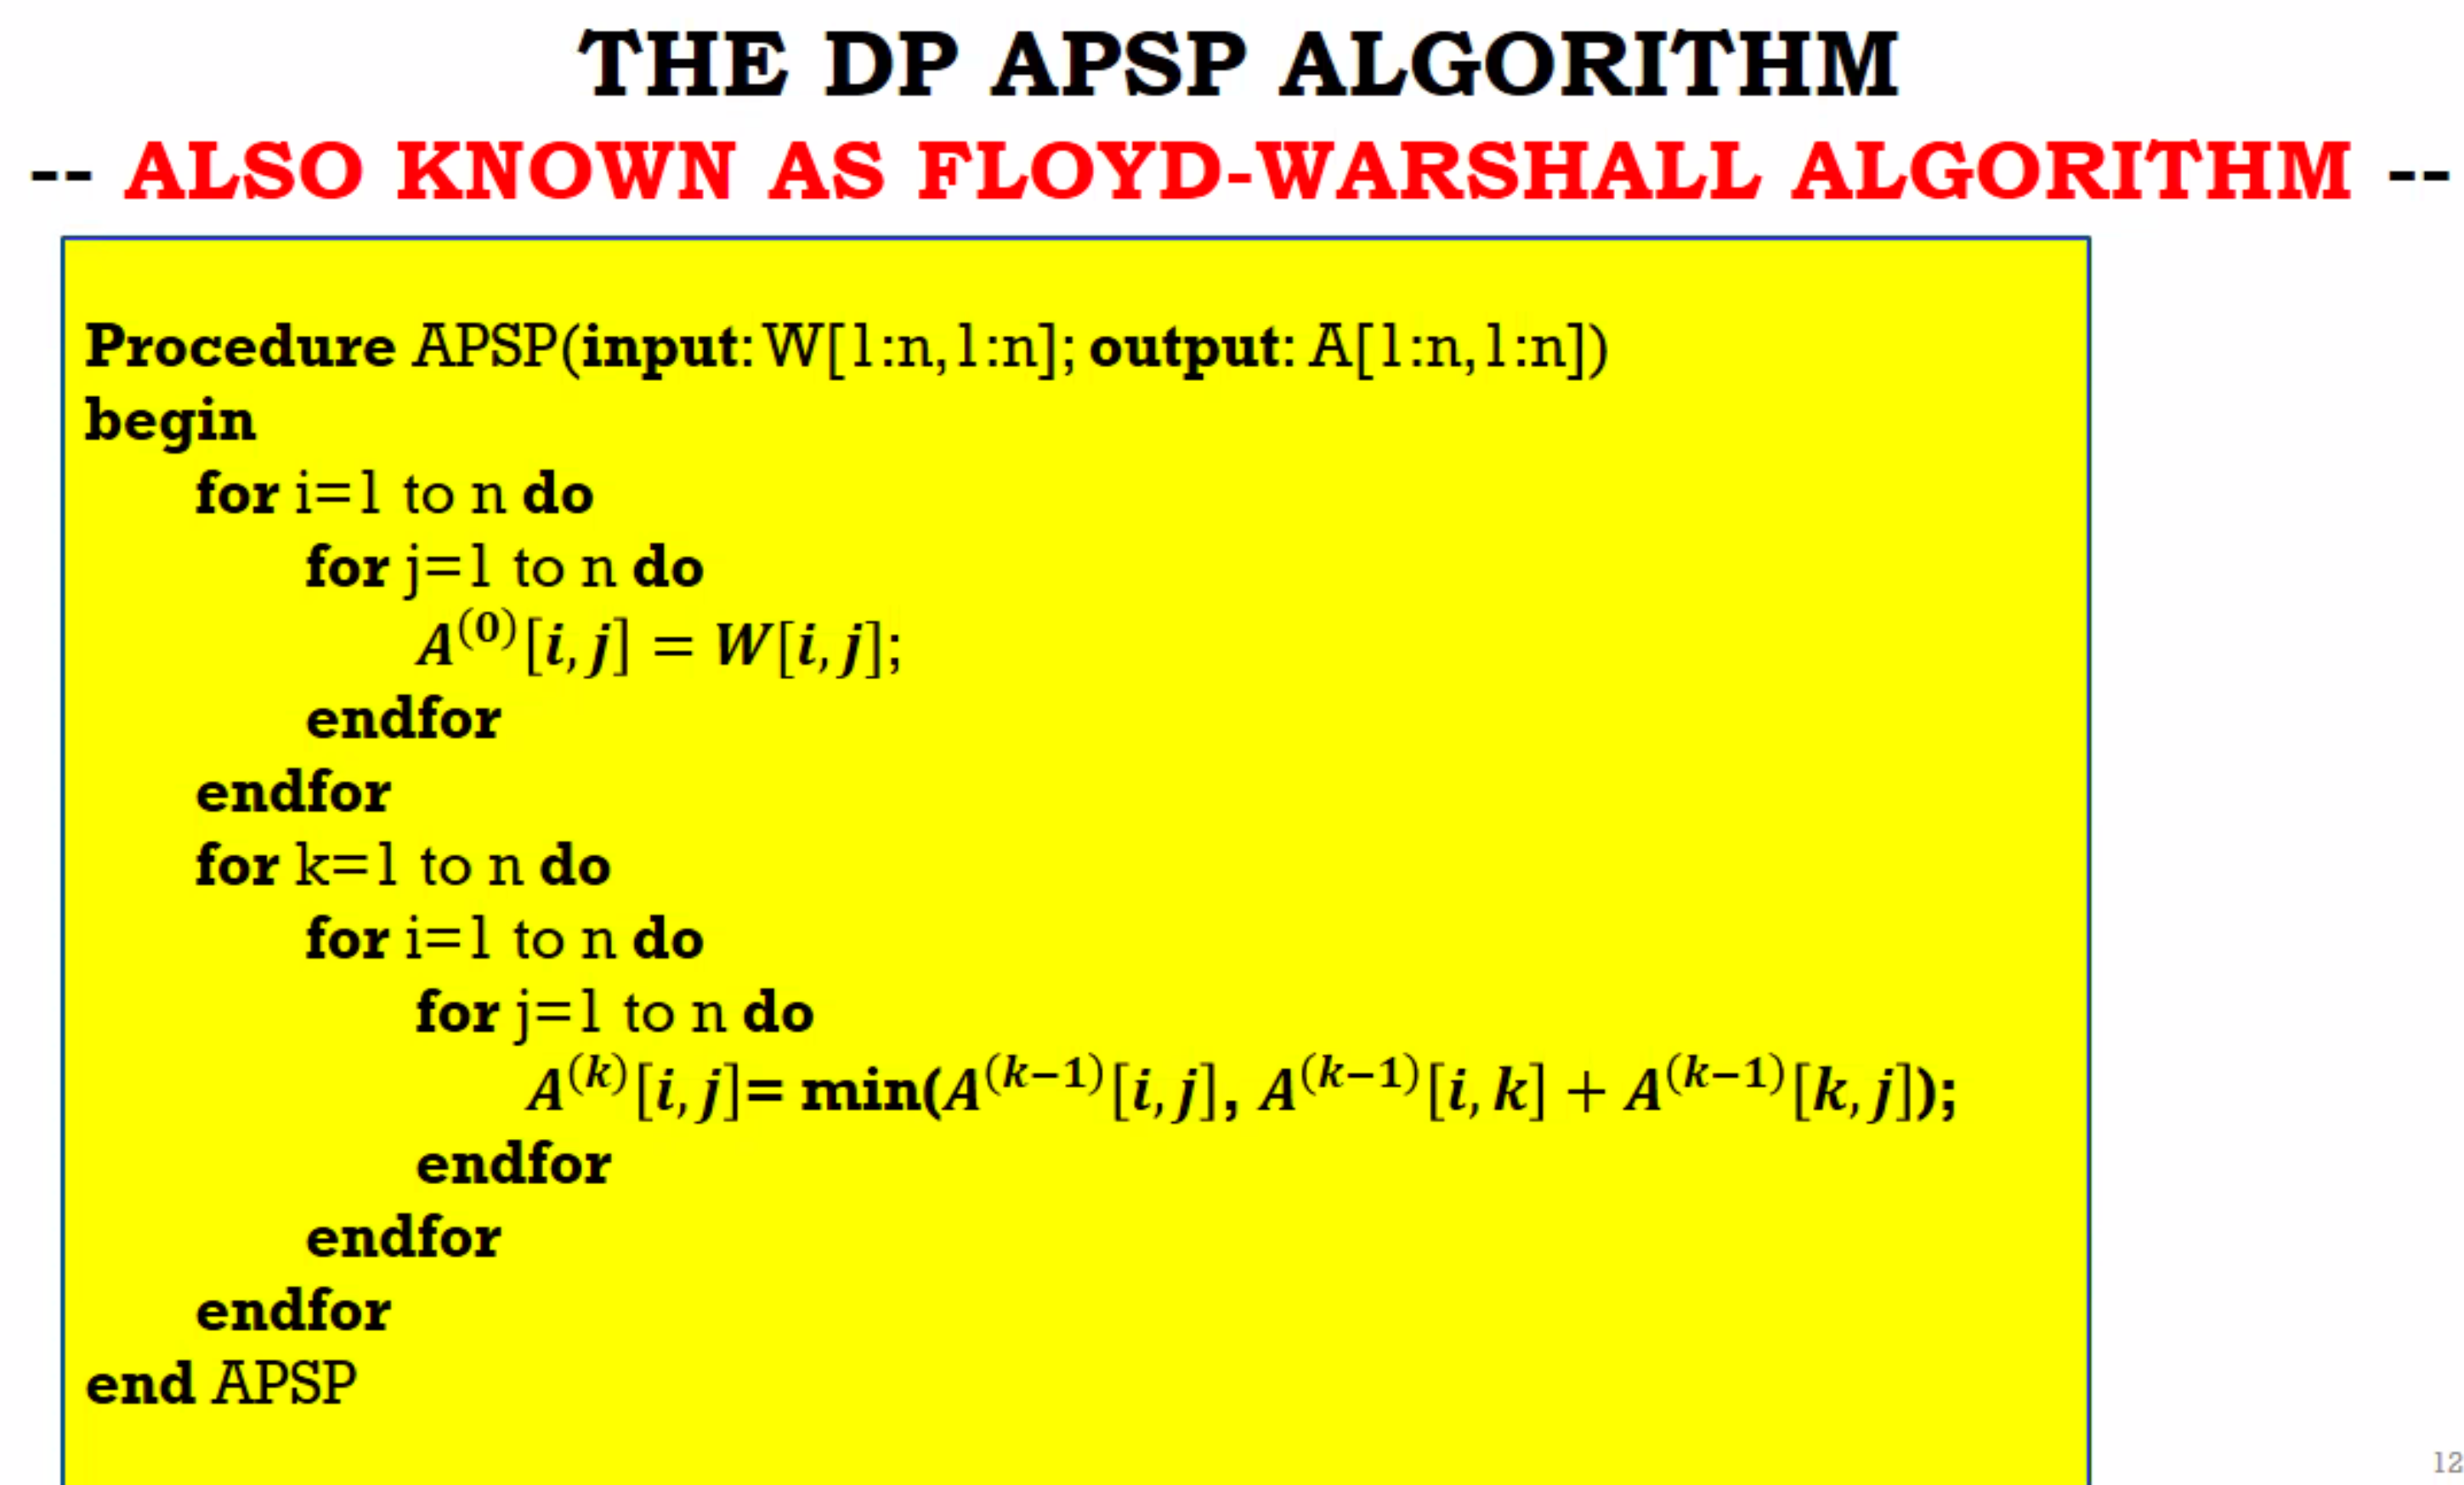 THE DP APSP ALGORITHM
-- ALSO KNOWN AS FLOYD-WARSHALL ALGORITHM --
Procedure APSP(input: W[1:n,1:n]; output: A[1:n,1:n])
begin
for i=1 to n do
for j=1 to n do
A^{(0)}[i,j] = W[i,j];
endfor
endfor
for k=1 to n do
for i=1 to n do
for j=1 to n do
A^{(k)}[i,j]= min(A^{(k−1)}[i,j], A^{(k−1)}[i,k] + A^{(k−1)}[k,j]);
endfor
endfor
endfor
end APSP
12